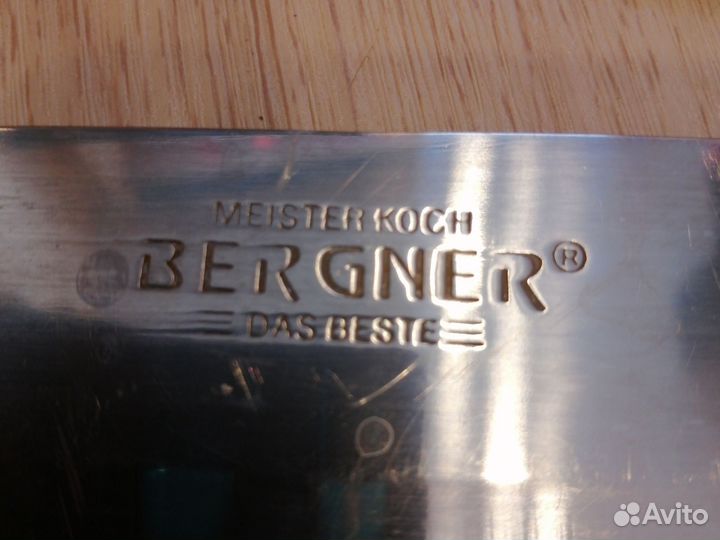 MEISTER KOCH
BERGNER®
DAS BESTE
Avito